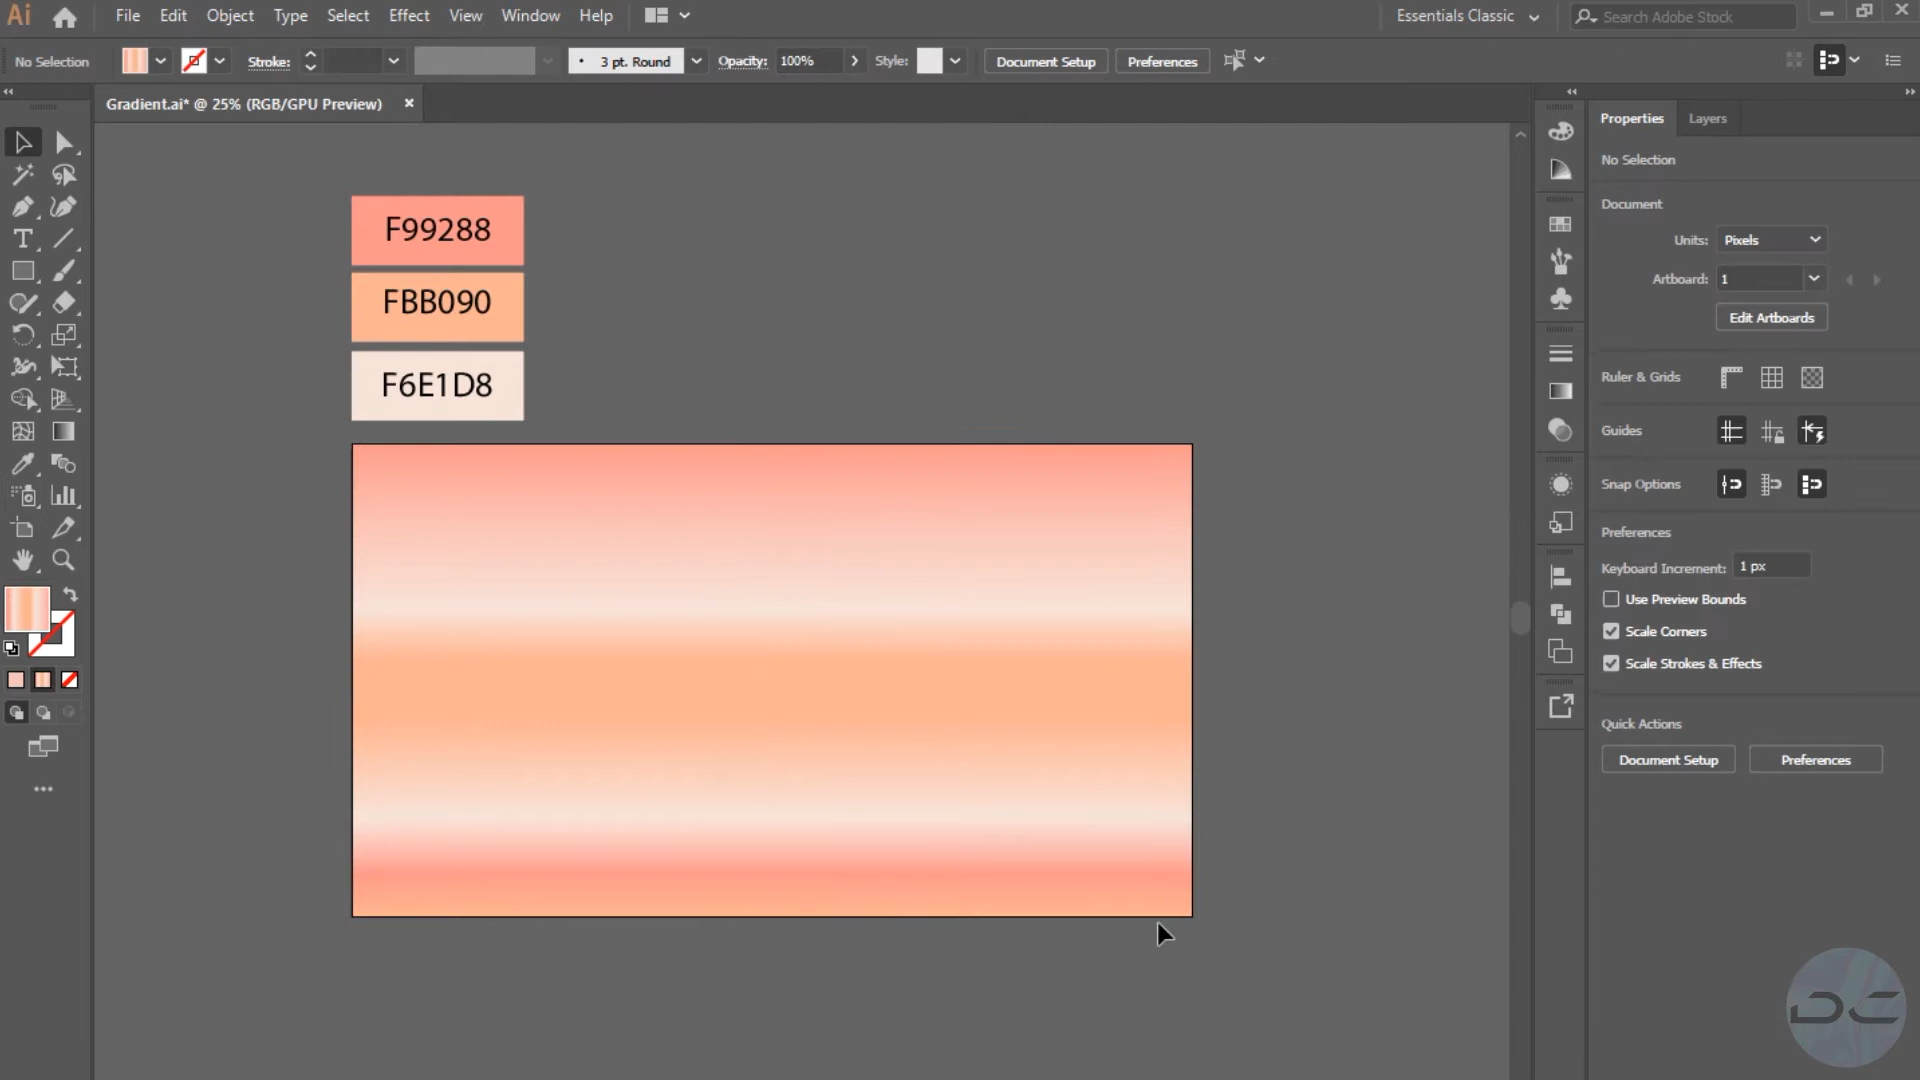 Ai File Edit Object Type Select Effect View Window Help Essentials Classic Search Adobe Stock
No Selection Stroke: 3 pt. Round Opacity: 100% Style: Document Setup Preferences
Gradient.ai* @ 25% (RGB/GPU Preview) ×
Properties Layers
No Selection
Document
Units: Pixels
Artboard: 1
Edit Artboards
Ruler & Grids
Guides
Snap Options
Preferences
Keyboard Increment: 1 px
Use Preview Bounds
Scale Corners
Scale Strokes & Effects
Quick Actions
Document Setup Preferences
F99288
FBB090
F6E1D8
DC